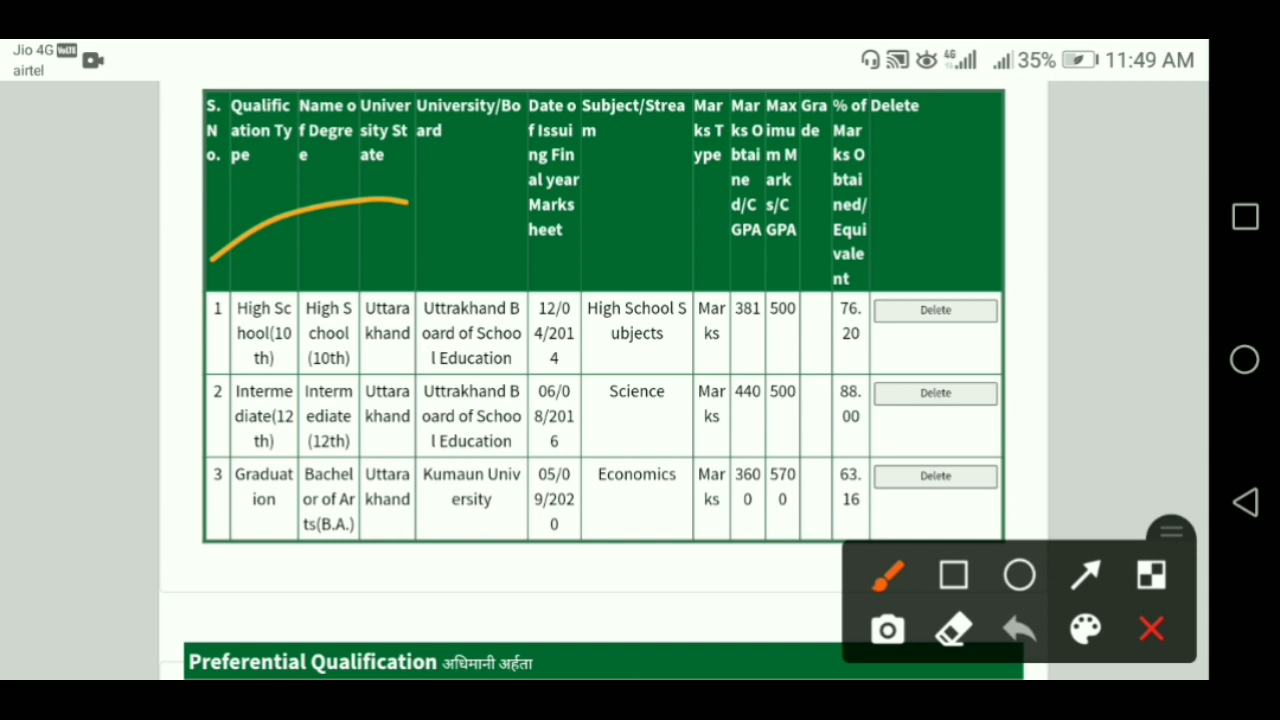 Jio 4G VoLTE
airtel
4G 35% 11:49 AM
S. Qualific Name o Univer University/Bo Date o Subject/Strea Mar Mar Max Gra % of Delete
N ation Ty f Degre sity St ard f Issui m ks T ks O imu de Mar
o. pe e ate ng Fin ype btai m M ks O
al year ne ark btai
Marks d/C s/C ned/
heet GPA GPA Equi
vale
nt
1 High Sc High S Uttara Uttrakhand B 12/0 High School S Mar 381 500 76. Delete
hool(10 chool khand oard of Schoo 4/201 ubjects ks 20
th) (10th) l Education 4
2 Interme Interm Uttara Uttrakhand B 06/0 Science Mar 440 500 88. Delete
diate(12 ediate khand oard of Schoo 8/201 ks 00
th) (12th) l Education 6
3 Graduat Bachel Uttara Kumaun Univ 05/0 Economics Mar 360 570 63. Delete
ion or of Ar khand ersity 9/202 ks 0 0 16
ts(B.A.) 0
Preferential Qualification अधिमानी अर्हता